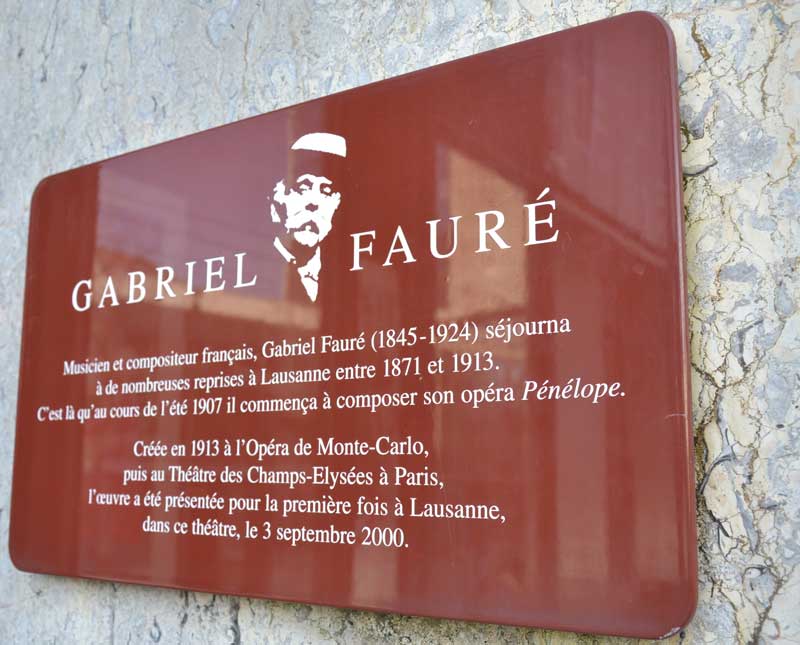 GABRIEL FAURÉ
Musicien et compositeur français, Gabriel Fauré (1845-1924) séjourna
à de nombreuses reprises à Lausanne entre 1871 et 1913.
C'est là qu'au cours de l'été 1907 il commença à composer son opéra Pénélope.
Créée en 1913 à l'Opéra de Monte-Carlo,
puis au Théâtre des Champs-Elysées à Paris,
l'œuvre a été présentée pour la première fois à Lausanne,
dans ce théâtre, le 3 septembre 2000.